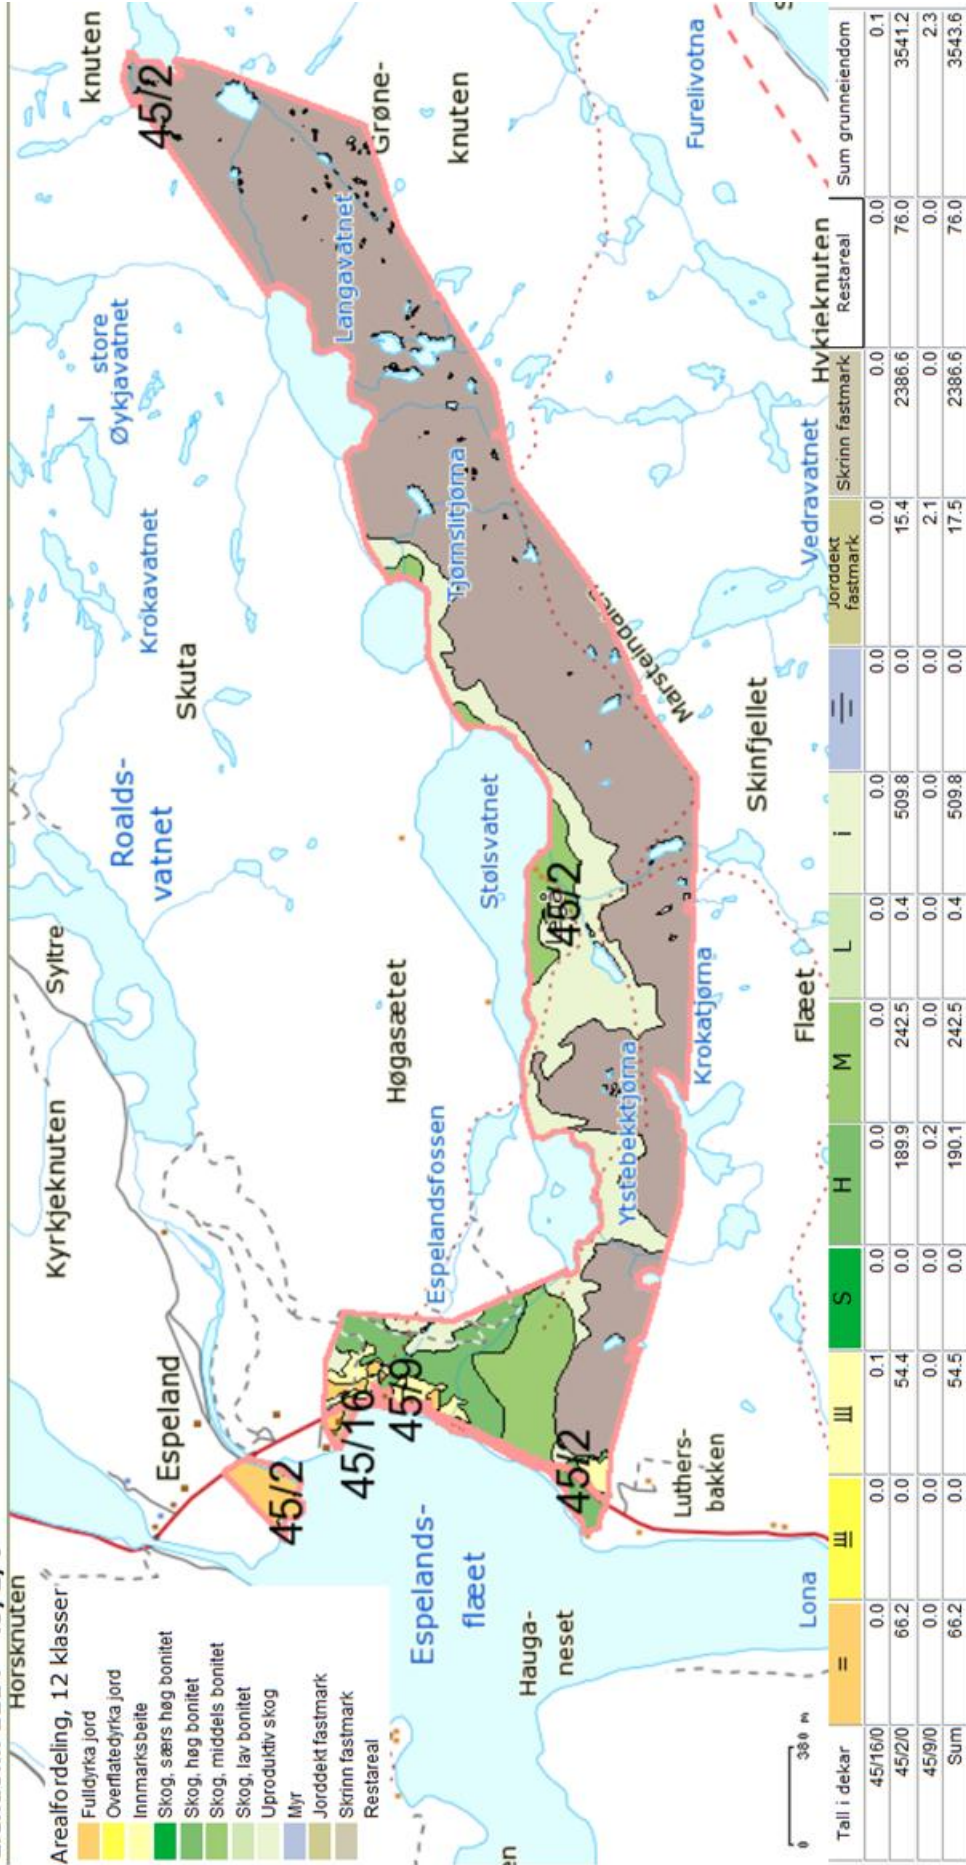 Arealfordeling, 12 klasser
Fulldyrka jord
Overflatedyrka jord
Innmarksbeite
Skog, særs høg bonitet
Skog, høg bonitet
Skog, middels bonitet
Skog, lav bonitet
Uproduktiv skog
Myr
Jorddekt fastmark
Skrinn fastmark
Restareal
Horsknuten
Espeland
Kyrkjeknuten
Syltre
Roalds-
vatnet
Skuta
Krokavatnet
store
Øykjavatnet
knuten
45/2
Grøne-
knuten
Langavatnet
Tjørnslitjørna
Høgasætet
Stølsvatnet
Espelandsfossen
45/2
45/16
45/9
45/2
45/2
Espelands-
flæet
Hauga-
neset
Lona
Luthers-
bakken
Ytstebekktjørna
Krokatjørna
Flæet
Skinfjellet
Marsteindalen
Vedravatnet
Furelivotna
Hvkjeknuten
0 380 m
Tall i dekar = S H M L i Jorddekt fastmark Skrinn fastmark Restareal Sum grunneiendom
45/16/0 0.0 0.0 0.1 0.0 0.0 0.0 0.0 0.0 0.0 0.0 0.0 0.0 0.1
45/2/0 66.2 0.0 54.4 0.0 189.9 242.5 0.4 509.8 0.0 15.4 2386.6 76.0 3541.2
45/9/0 0.0 0.0 0.0 0.0 0.2 0.0 0.0 0.0 0.0 2.1 0.0 0.0 2.3
Sum 66.2 0.0 54.5 0.0 190.1 242.5 0.4 509.8 0.0 17.5 2386.6 76.0 3543.6